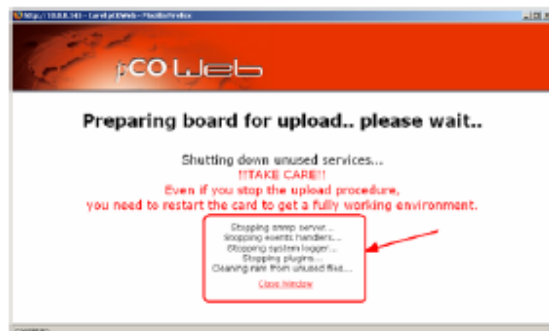 pCO Web
Preparing board for upload.. please wait..
Shutting down unused services...
!!TAKE CARE!!
Even if you stop the upload procedure,
you need to restart the card to get a fully working environment.
Stopping snmp server...
Stopping events handlers...
Stopping system logger...
Stopping plugins...
Cleaning ram from unused files...
Close Window